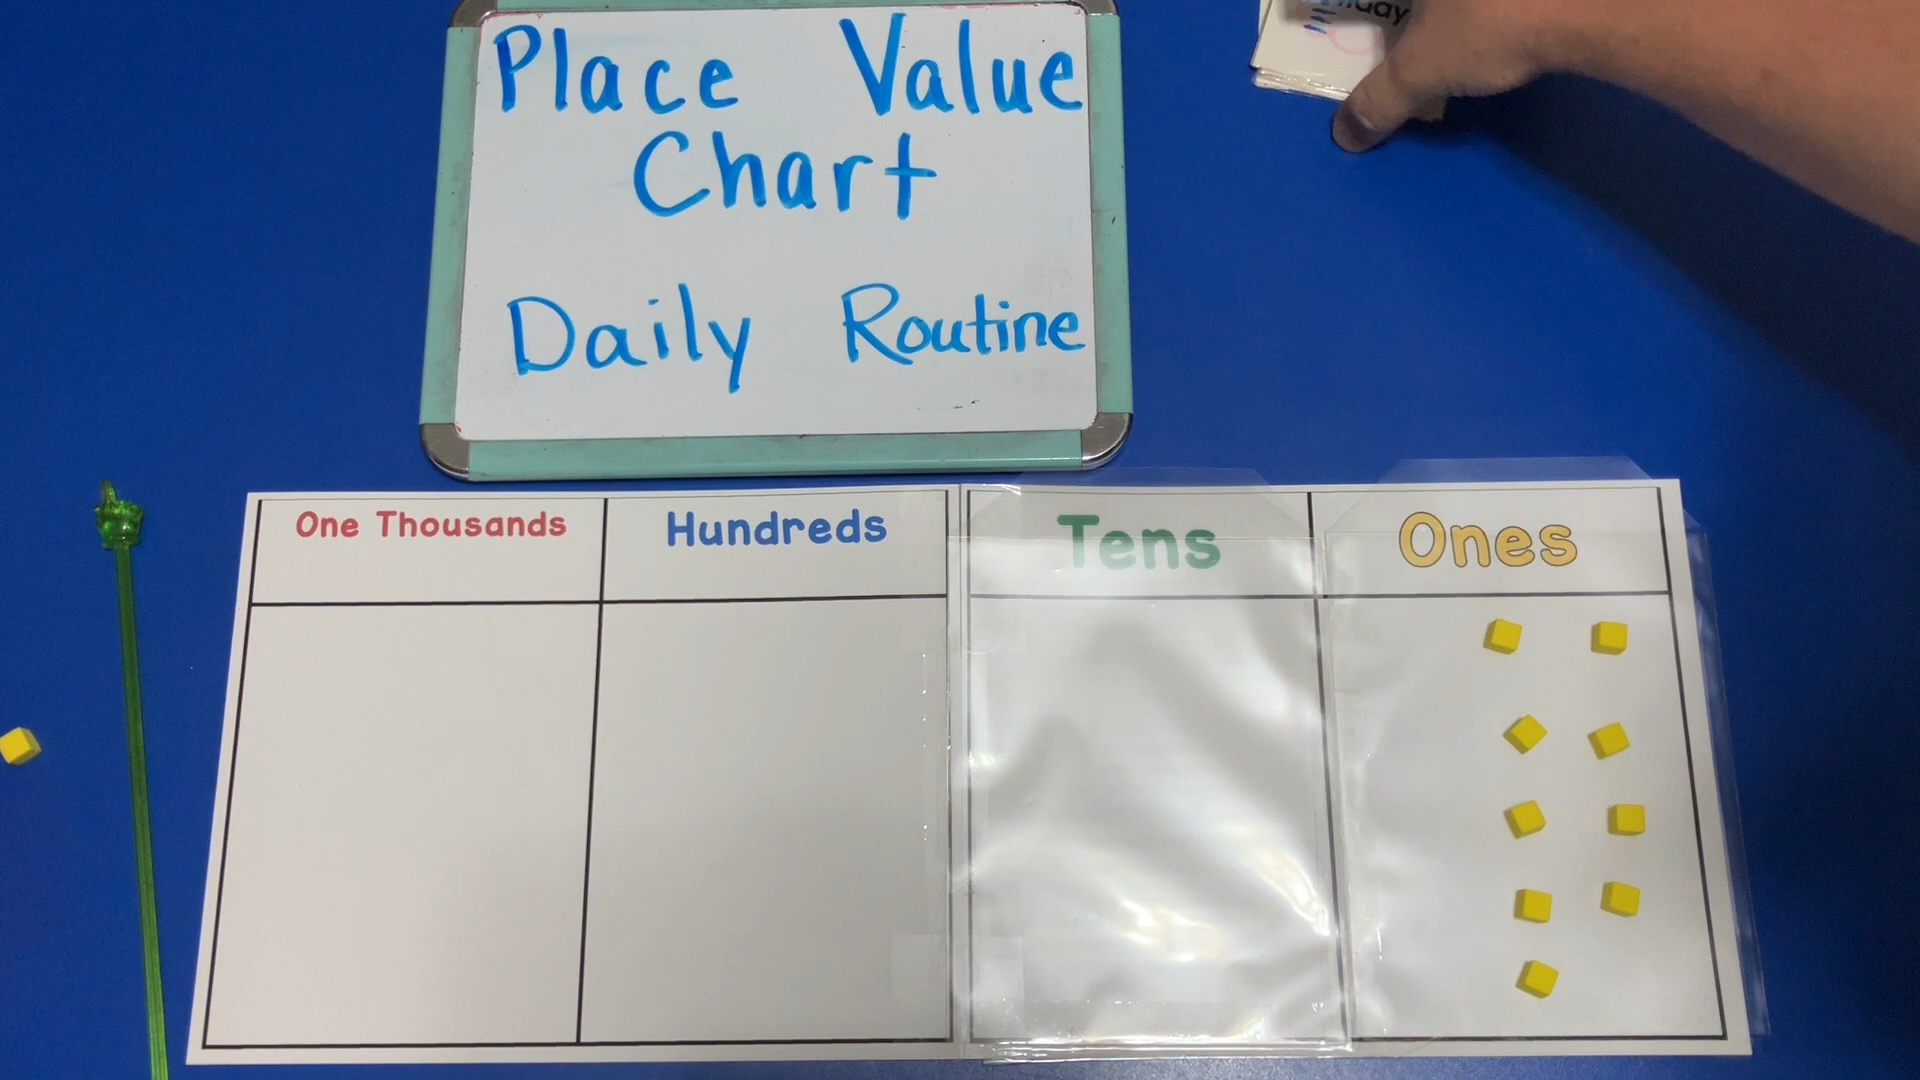 Place Value
Chart
Daily Routine
One Thousands
Hundreds
Tens
Ones